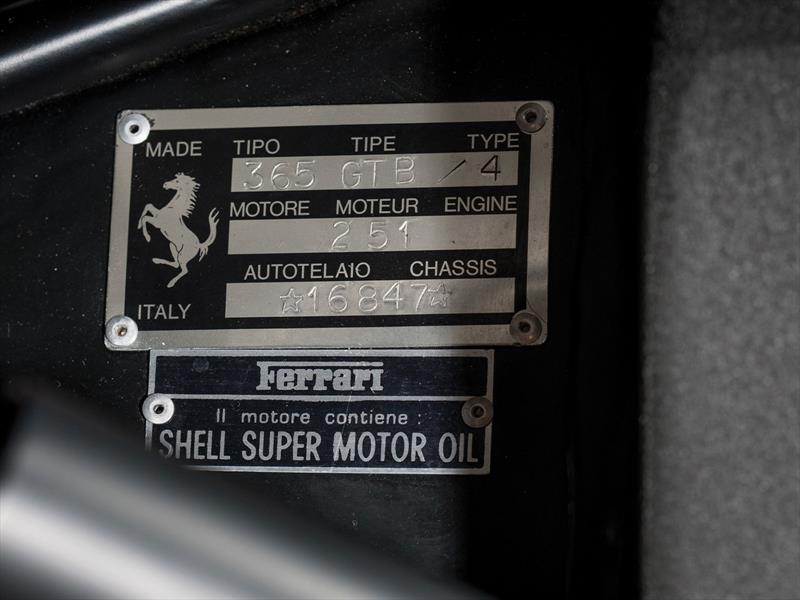 MADE TIPO TIPE TYPE
365 GTB / 4
MOTORE MOTEUR ENGINE
251
AUTOTELAIO CHASSIS
ITALY ☆16847☆
Ferrari
Il motore contiene :
SHELL SUPER MOTOR OIL